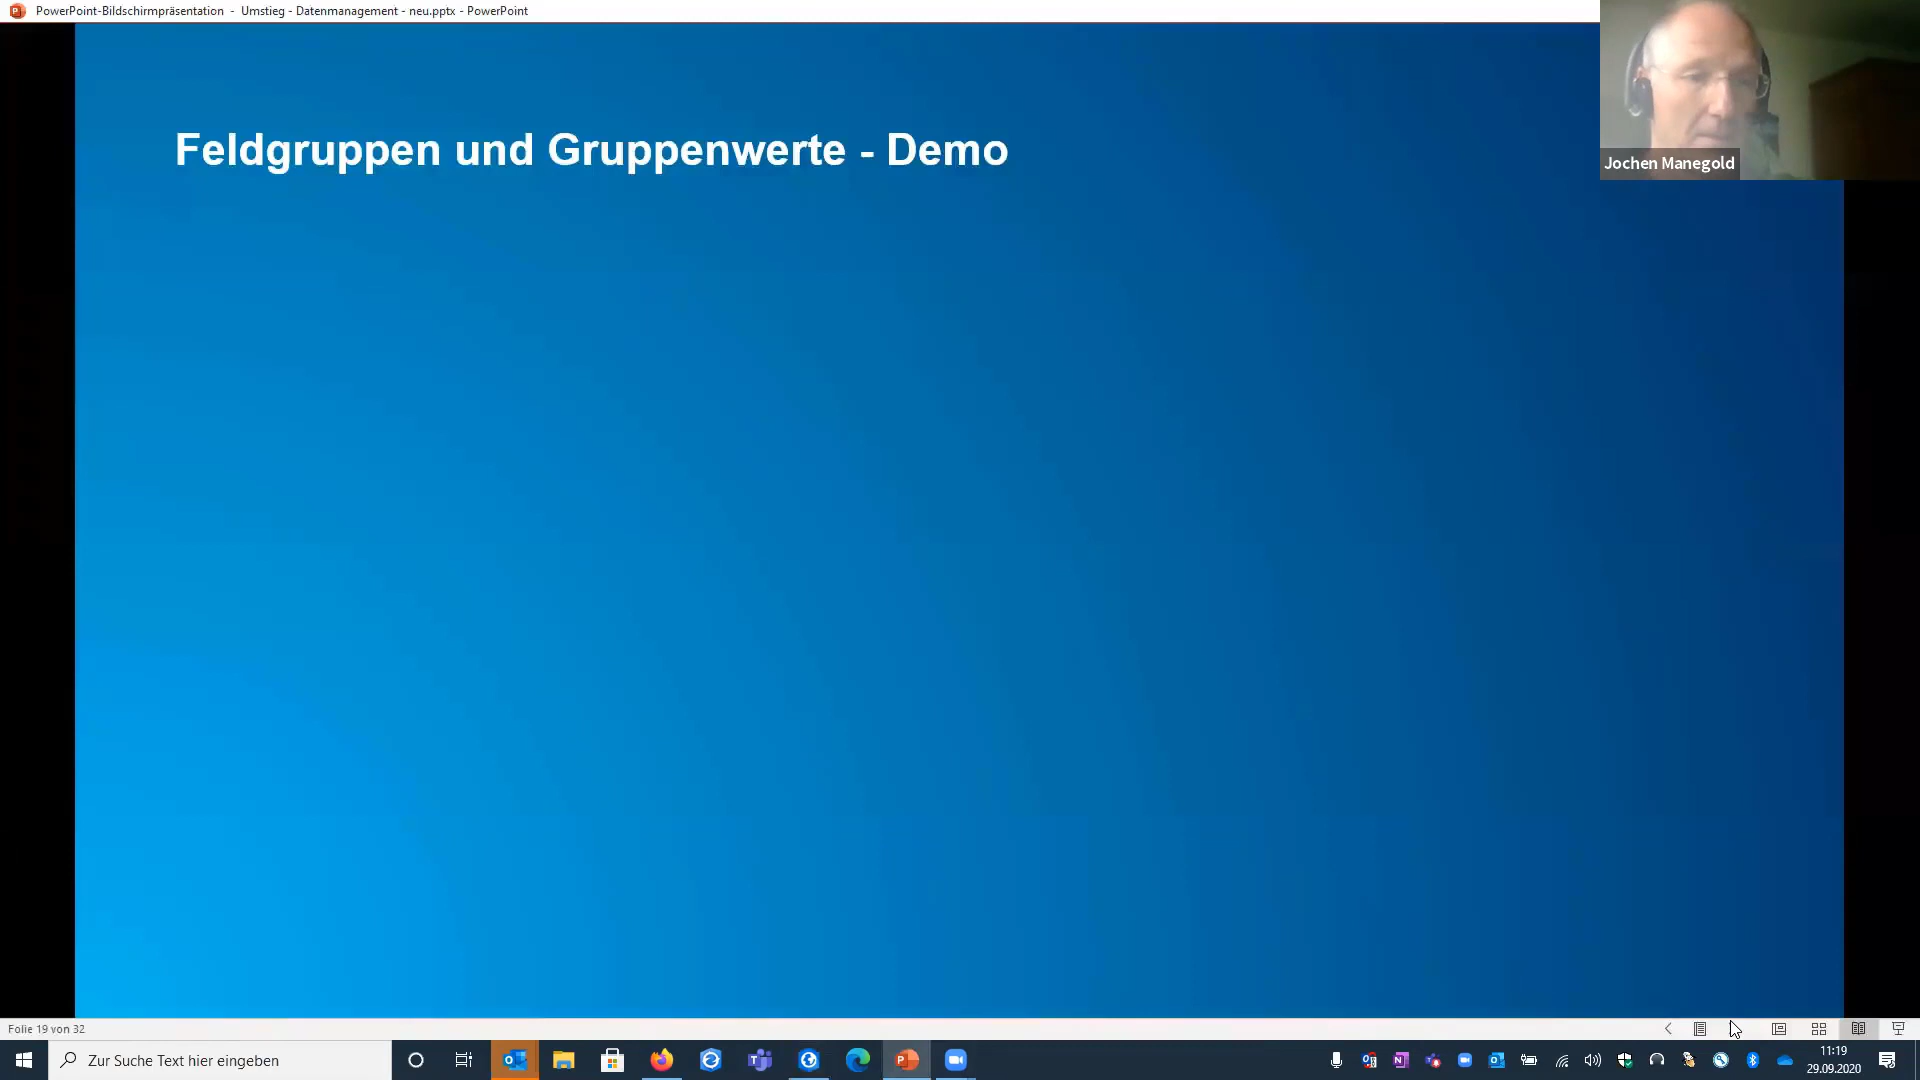 PowerPoint-Bildschirmpräsentation - Umstieg - Datenmanagement - neu.pptx - PowerPoint
Jochen Manegold
Feldgruppen und Gruppenwerte - Demo
Folie 19 von 32
Zur Suche Text hier eingeben
11:19
29.09.2020